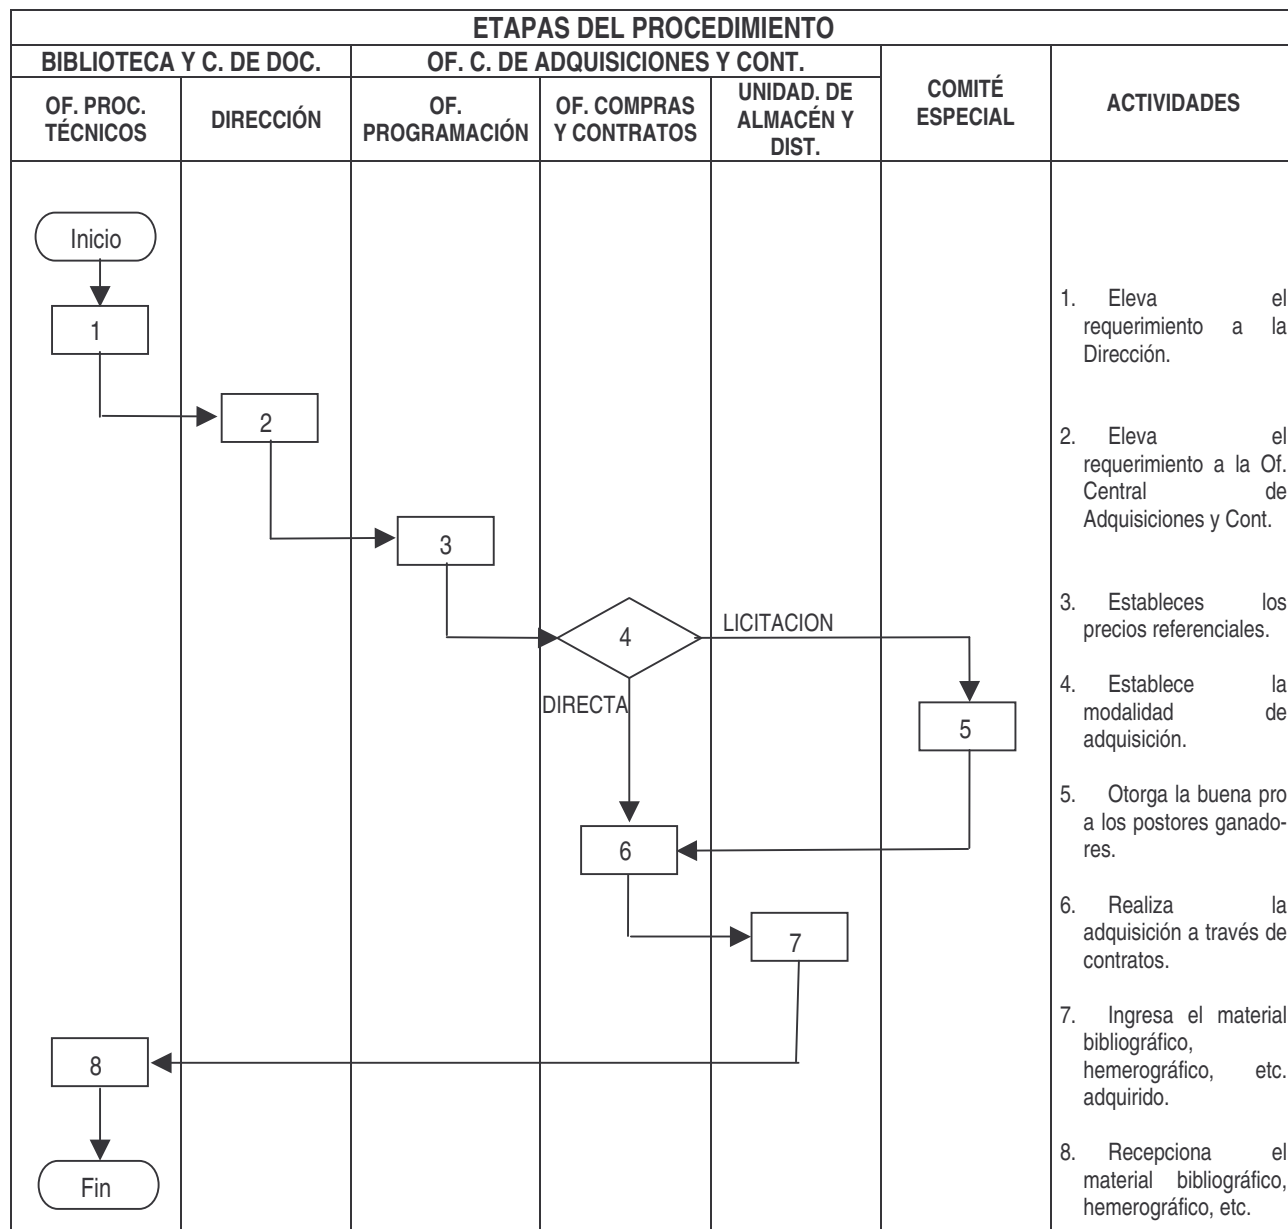 ETAPAS DEL PROCEDIMIENTO
BIBLIOTECA Y C. DE DOC.
OF. C. DE ADQUISICIONES Y CONT.
COMITÉ
ESPECIAL
ACTIVIDADES
OF. PROC.
TÉCNICOS
DIRECCIÓN
OF.
PROGRAMACIÓN
OF. COMPRAS
Y CONTRATOS
UNIDAD. DE
ALMACÉN Y
DIST.
Inicio
1
2
3
4
LICITACION
DIRECTA
5
6
7
8
Fin
1. Eleva el
requerimiento a la
Dirección.
2. Eleva el
requerimiento a la Of.
Central de
Adquisiciones y Cont.
3. Estableces los
precios referenciales.
4. Establece la
modalidad de
adquisición.
5. Otorga la buena pro
a los postores ganado-
res.
6. Realiza la
adquisición a través de
contratos.
7. Ingresa el material
bibliográfico,
hemerográfico, etc.
adquirido.
8. Recepciona el
material bibliográfico,
hemerográfico, etc.